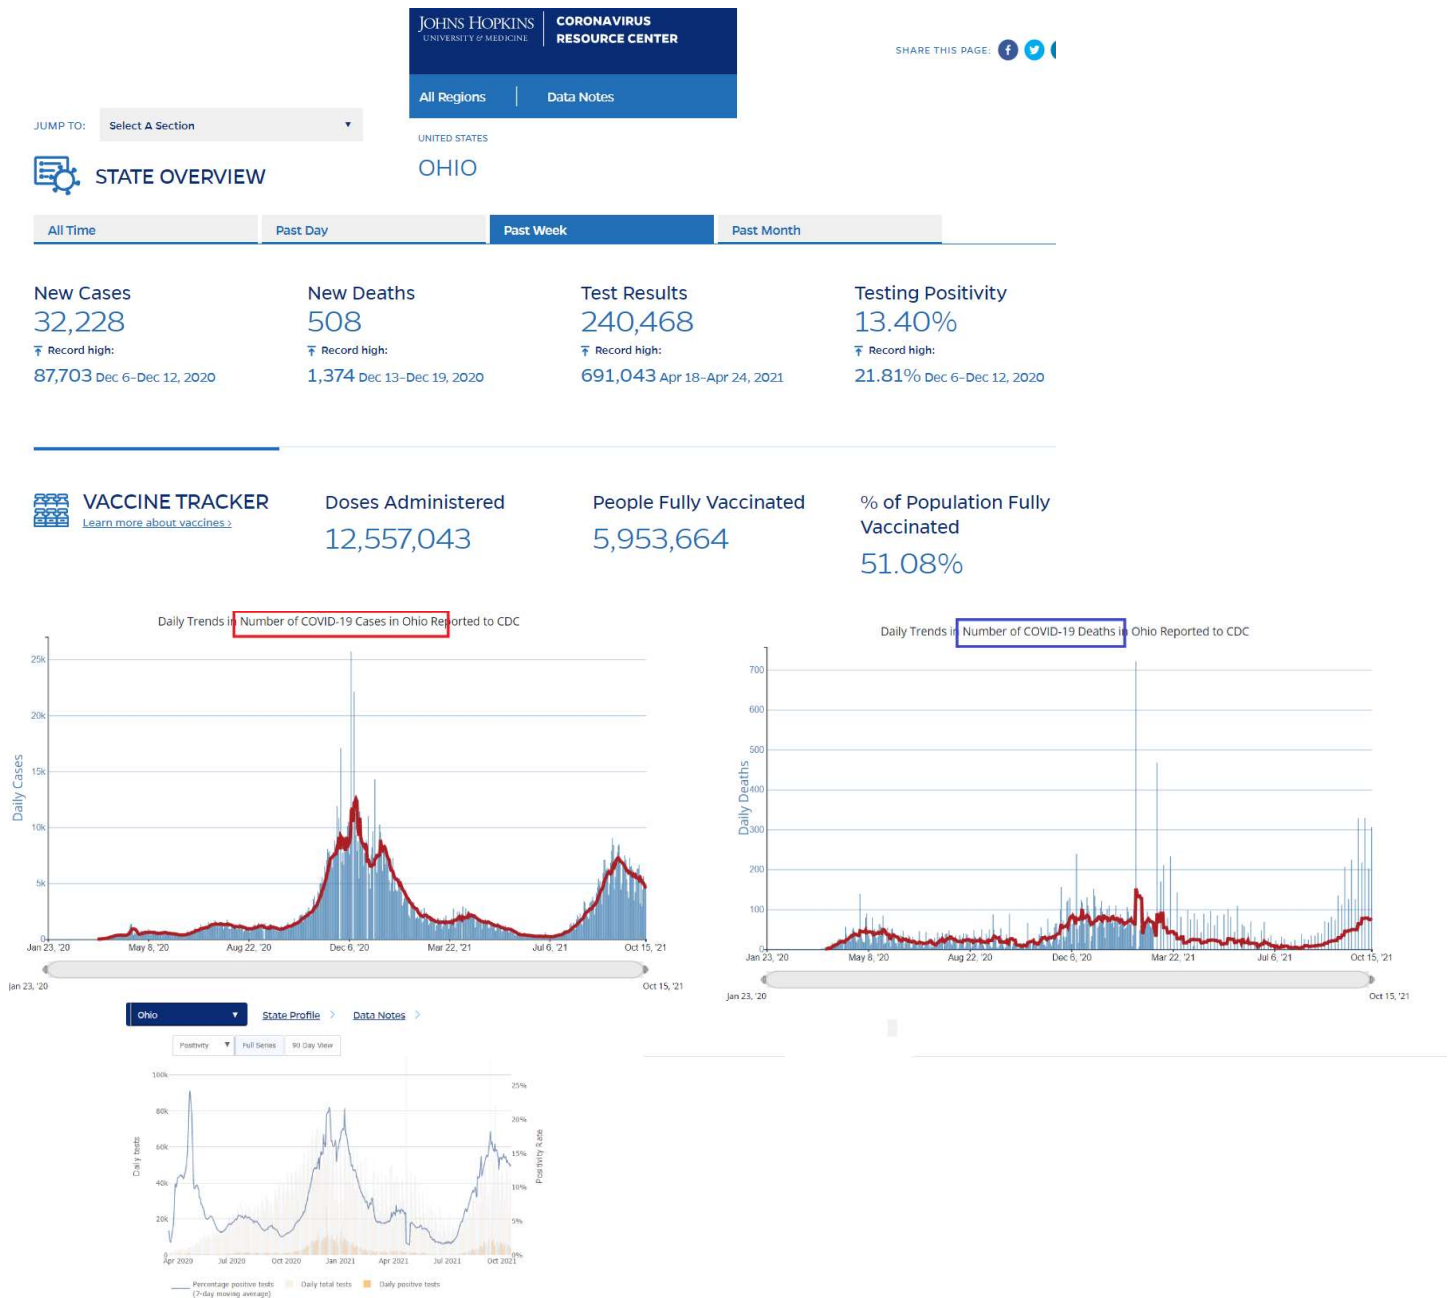 JOHNS HOPKINS
UNIVERSITY & MEDICINE
CORONAVIRUS
RESOURCE CENTER
SHARE THIS PAGE:
All Regions
Data Notes
JUMP TO:
Select A Section
UNITED STATES
OHIO
STATE OVERVIEW
All Time
Past Day
Past Week
Past Month
New Cases
32,228
Record high:
87,703 Dec 6–Dec 12, 2020
New Deaths
508
Record high:
1,374 Dec 13–Dec 19, 2020
Test Results
240,468
Record high:
691,043 Apr 18–Apr 24, 2021
Testing Positivity
13.40%
Record high:
21.81% Dec 6–Dec 12, 2020
VACCINE TRACKER
Learn more about vaccines ›
Doses Administered
12,557,043
People Fully Vaccinated
5,953,664
% of Population Fully
Vaccinated
51.08%
Daily Trends in Number of COVID-19 Cases in Ohio Reported to CDC
25k
20k
15k
10k
5k
0
Daily Cases
Jan 23, '20
May 8, '20
Aug 22, '20
Dec 6, '20
Mar 22, '21
Jul 6, '21
Oct 15, '21
Jan 23, '20
Oct 15, '21
Daily Trends in Number of COVID-19 Deaths in Ohio Reported to CDC
700
600
500
400
300
200
100
0
Daily Deaths
Jan 23, '20
May 8, '20
Aug 22, '20
Dec 6, '20
Mar 22, '21
Jul 6, '21
Oct 15, '21
Jan 23, '20
Oct 15, '21
Ohio
State Profile
Data Notes
Positivity
Full Series
90 Day View
100k
80k
60k
40k
20k
0
Daily tests
25%
20%
15%
10%
5%
0%
Positivity Rate
Apr 2020
Jul 2020
Oct 2020
Jan 2021
Apr 2021
Jul 2021
Oct 2021
Percentage positive tests
(7-day moving average)
Daily total tests
Daily positive tests